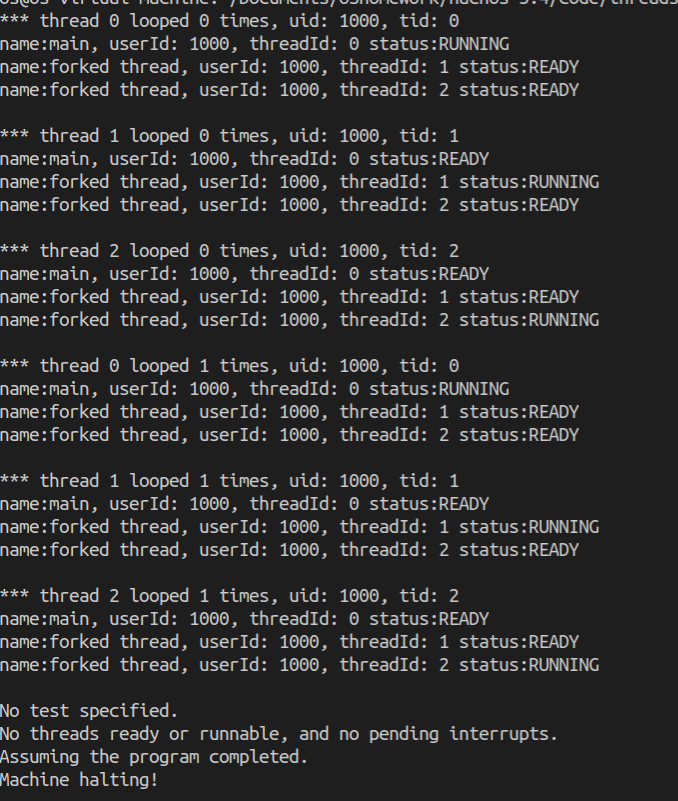 os@os-virtual-machine:~/Documents/osHomework/nachos-3.4/code/threads
*** thread 0 looped 0 times, uid: 1000, tid: 0
name:main, userId: 1000, threadId: 0 status:RUNNING
name:forked thread, userId: 1000, threadId: 1 status:READY
name:forked thread, userId: 1000, threadId: 2 status:READY
*** thread 1 looped 0 times, uid: 1000, tid: 1
name:main, userId: 1000, threadId: 0 status:READY
name:forked thread, userId: 1000, threadId: 1 status:RUNNING
name:forked thread, userId: 1000, threadId: 2 status:READY
*** thread 2 looped 0 times, uid: 1000, tid: 2
name:main, userId: 1000, threadId: 0 status:READY
name:forked thread, userId: 1000, threadId: 1 status:READY
name:forked thread, userId: 1000, threadId: 2 status:RUNNING
*** thread 0 looped 1 times, uid: 1000, tid: 0
name:main, userId: 1000, threadId: 0 status:RUNNING
name:forked thread, userId: 1000, threadId: 1 status:READY
name:forked thread, userId: 1000, threadId: 2 status:READY
*** thread 1 looped 1 times, uid: 1000, tid: 1
name:main, userId: 1000, threadId: 0 status:READY
name:forked thread, userId: 1000, threadId: 1 status:RUNNING
name:forked thread, userId: 1000, threadId: 2 status:READY
*** thread 2 looped 1 times, uid: 1000, tid: 2
name:main, userId: 1000, threadId: 0 status:READY
name:forked thread, userId: 1000, threadId: 1 status:READY
name:forked thread, userId: 1000, threadId: 2 status:RUNNING
No test specified.
No threads ready or runnable, and no pending interrupts.
Assuming the program completed.
Machine halting!